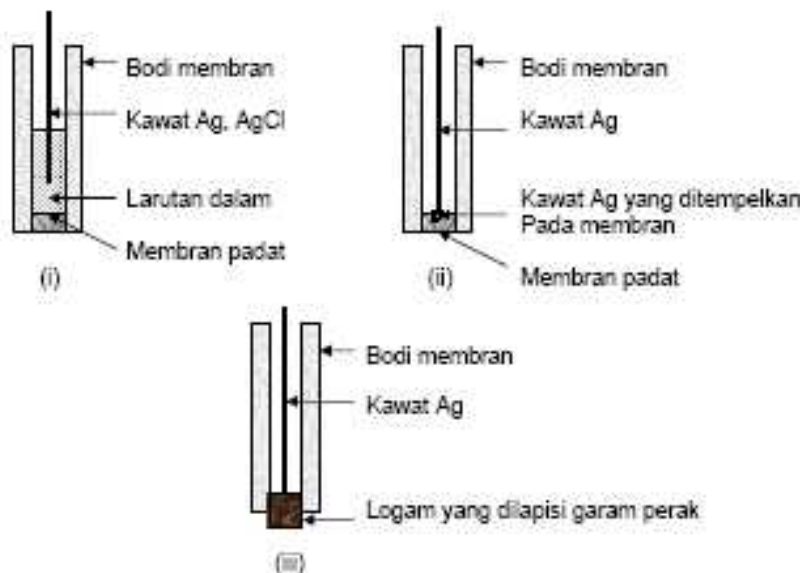 Bodi membran
Kawat Ag, AgCl
Larutan dalam
Membran padat
(i)
Bodi membran
Kawat Ag
Kawat Ag yang ditempelkan
Pada membran
Membran padat
(ii)
Bodi membran
Kawat Ag
Logam yang dilapisi garam perak
(iii)